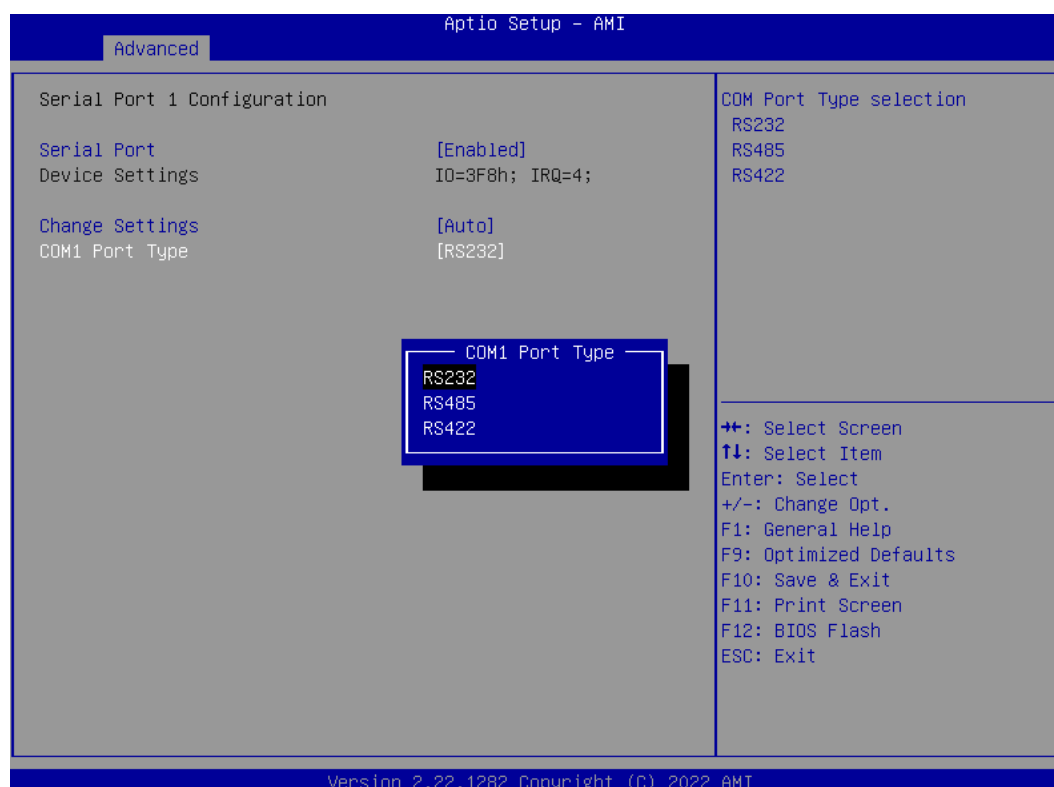 Aptio Setup – AMI
Advanced
Serial Port 1 Configuration
Serial Port [Enabled]
Device Settings IO=3F8h; IRQ=4;
Change Settings [Auto]
COM1 Port Type [RS232]
COM1 Port Type
RS232
RS485
RS422
COM Port Type selection
RS232
RS485
RS422
→←: Select Screen
↑↓: Select Item
Enter: Select
+/-: Change Opt.
F1: General Help
F9: Optimized Defaults
F10: Save & Exit
F11: Print Screen
F12: BIOS Flash
ESC: Exit
Version 2.22.1282 Copyright (C) 2022 AMI